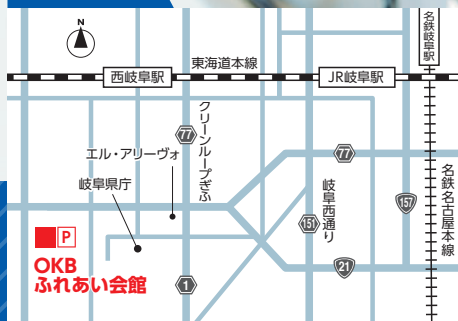 N
名鉄岐阜駅
東海道本線
西岐阜駅
JR岐阜駅
クリーンループぎふ
77
77
エル・アリーヴォ
岐阜県庁
岐阜西通り
151
157
名鉄名古屋本線
P
OKB
ふれあい会館
1
21